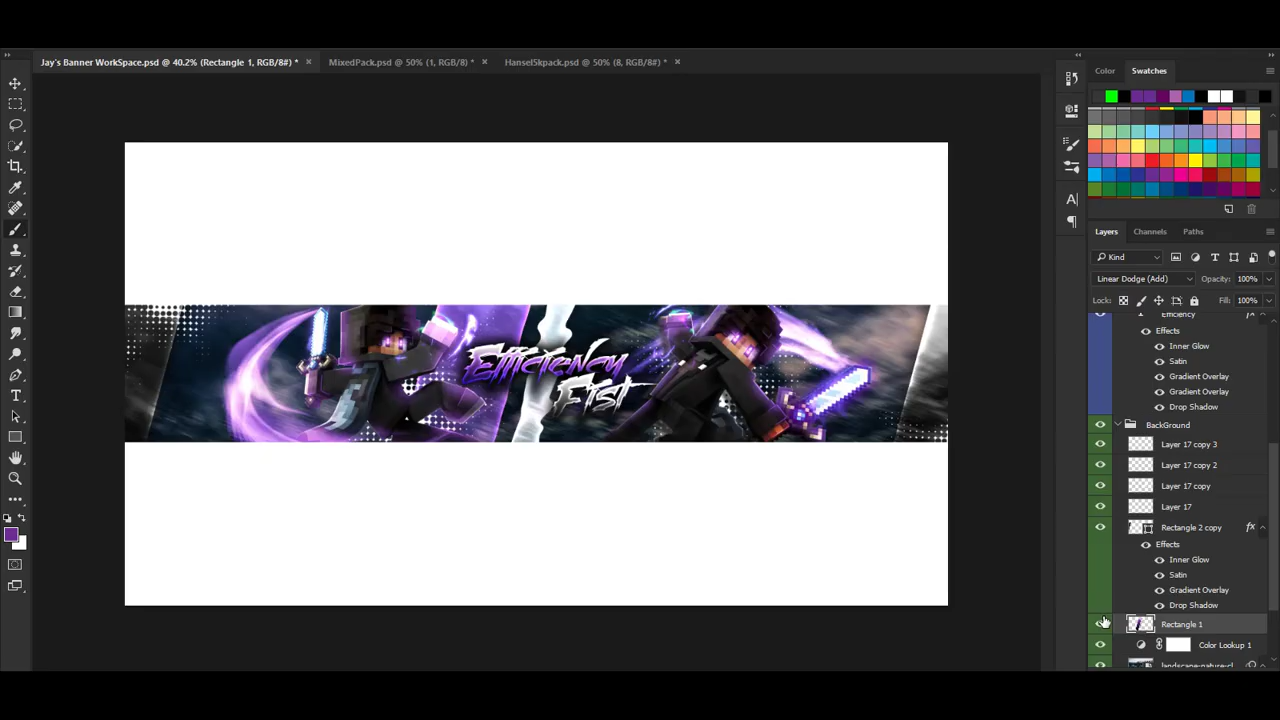 Jay's Banner WorkSpace.psd @ 40.2% (Rectangle 1, RGB/8#) *
MixedPack.psd @ 50% (1, RGB/8) *
Hansel5kpack.psd @ 50% (8, RGB/8#) *
Color
Swatches
Layers
Channels
Paths
Kind
Linear Dodge (Add)
Opacity: 100%
Lock:
Fill: 100%
Efficiency
Effects
Inner Glow
Satin
Gradient Overlay
Gradient Overlay
Drop Shadow
BackGround
Layer 17 copy 3
Layer 17 copy 2
Layer 17 copy
Layer 17
Rectangle 2 copy
Effects
Inner Glow
Satin
Gradient Overlay
Drop Shadow
Rectangle 1
Color Lookup 1
landscape-nature-cl
Efficiency
Fist